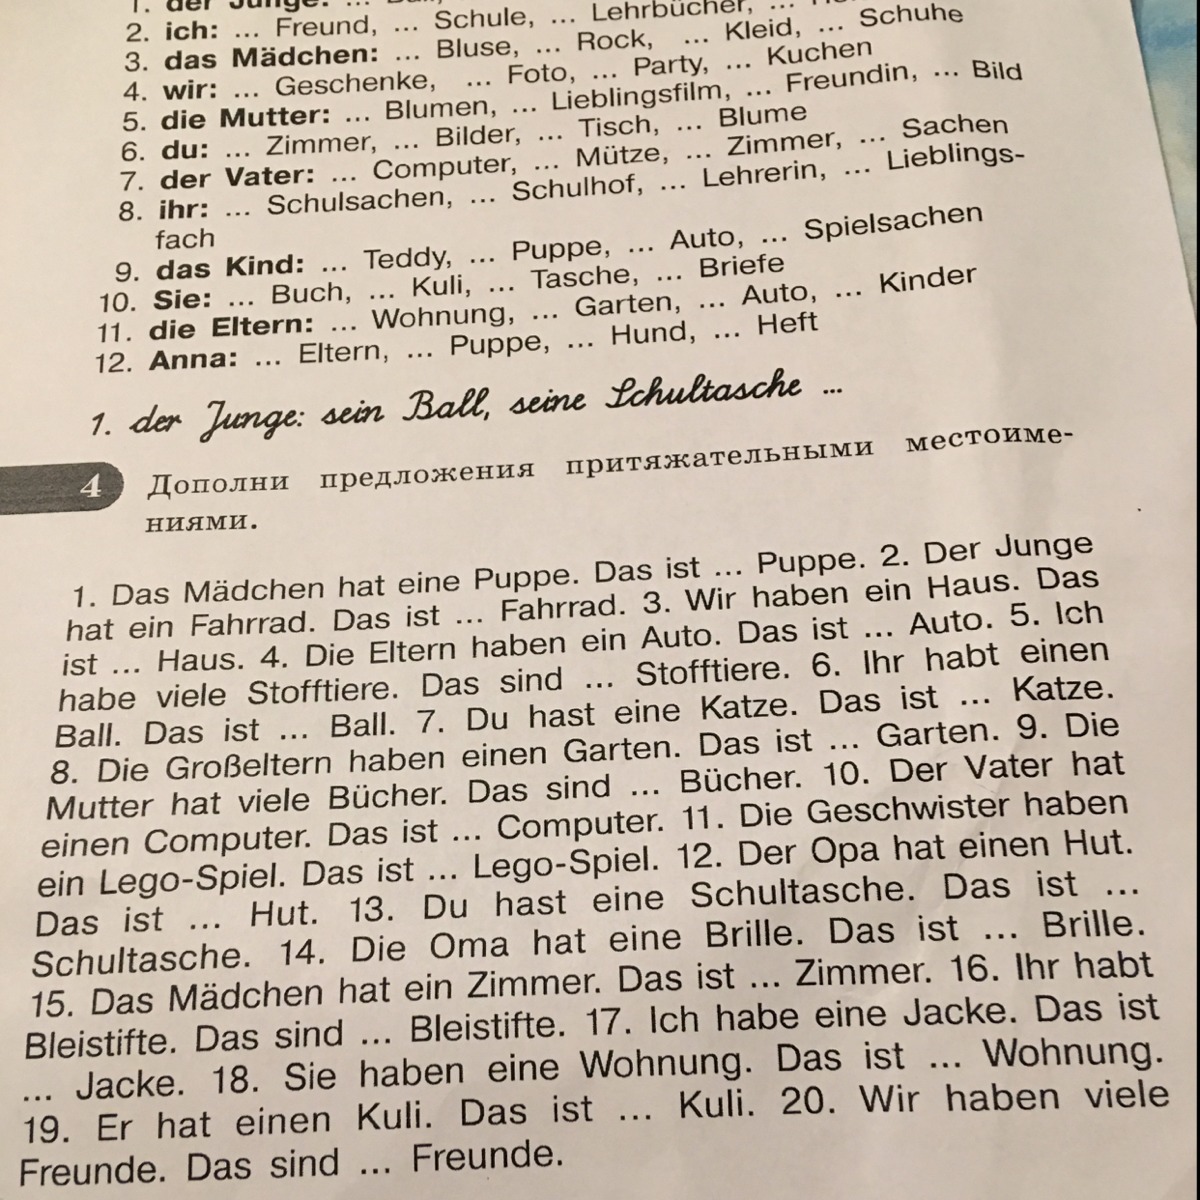 1. der Junge: ...
2. ich: ... Freund, ... Schule, ... Lehrbücher, ...
3. das Mädchen: ... Bluse, ... Rock, ... Kleid, ... Schuhe
4. wir: ... Geschenke, ... Foto, ... Party, ... Kuchen
5. die Mutter: ... Blumen, ... Lieblingsfilm, ... Freundin, ... Bild
6. du: ... Zimmer, ... Bilder, ... Tisch, ... Blume
7. der Vater: ... Computer, ... Mütze, ... Zimmer, ... Sachen
8. ihr: ... Schulsachen, ... Schulhof, ... Lehrerin, ... Lieblings-
fach
9. das Kind: ... Teddy, ... Puppe, ... Auto, ... Spielsachen
10. Sie: ... Buch, ... Kuli, ... Tasche, ... Briefe
11. die Eltern: ... Wohnung, ... Garten, ... Auto, ... Kinder
12. Anna: ... Eltern, ... Puppe, ... Hund, ... Heft
1. der Junge: sein Ball, seine Schultasche ...
4 Дополни предложения притяжательными местоиме-
ниями.
1. Das Mädchen hat eine Puppe. Das ist ... Puppe. 2. Der Junge
hat ein Fahrrad. Das ist ... Fahrrad. 3. Wir haben ein Haus. Das
ist ... Haus. 4. Die Eltern haben ein Auto. Das ist ... Auto. 5. Ich
habe viele Stofftiere. Das sind ... Stofftiere. 6. Ihr habt einen
Ball. Das ist ... Ball. 7. Du hast eine Katze. Das ist ... Katze.
8. Die Großeltern haben einen Garten. Das ist ... Garten. 9. Die
Mutter hat viele Bücher. Das sind ... Bücher. 10. Der Vater hat
einen Computer. Das ist ... Computer. 11. Die Geschwister haben
ein Lego-Spiel. Das ist ... Lego-Spiel. 12. Der Opa hat einen Hut.
Das ist ... Hut. 13. Du hast eine Schultasche. Das ist ...
Schultasche. 14. Die Oma hat eine Brille. Das ist ... Brille.
15. Das Mädchen hat ein Zimmer. Das ist ... Zimmer. 16. Ihr habt
Bleistifte. Das sind ... Bleistifte. 17. Ich habe eine Jacke. Das ist
... Jacke. 18. Sie haben eine Wohnung. Das ist ... Wohnung.
19. Er hat einen Kuli. Das ist ... Kuli. 20. Wir haben viele
Freunde. Das sind ... Freunde.